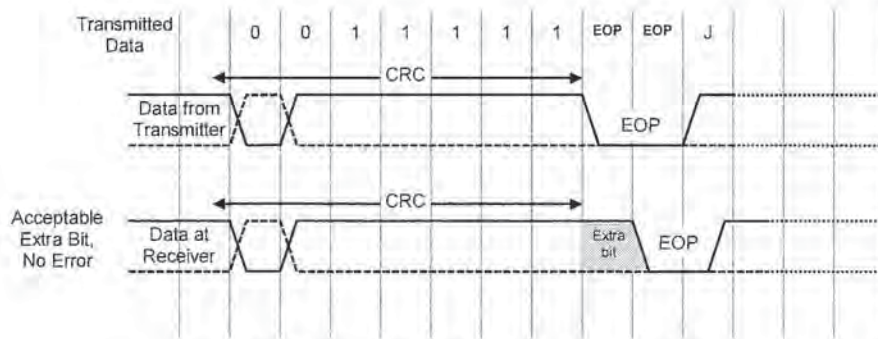 Transmitted
Data
0 0 1 1 1 1 1 EOP EOP J
CRC
Data from
Transmitter
EOP
CRC
Acceptable
Extra Bit,
No Error
Data at
Receiver
Extra
bit
EOP